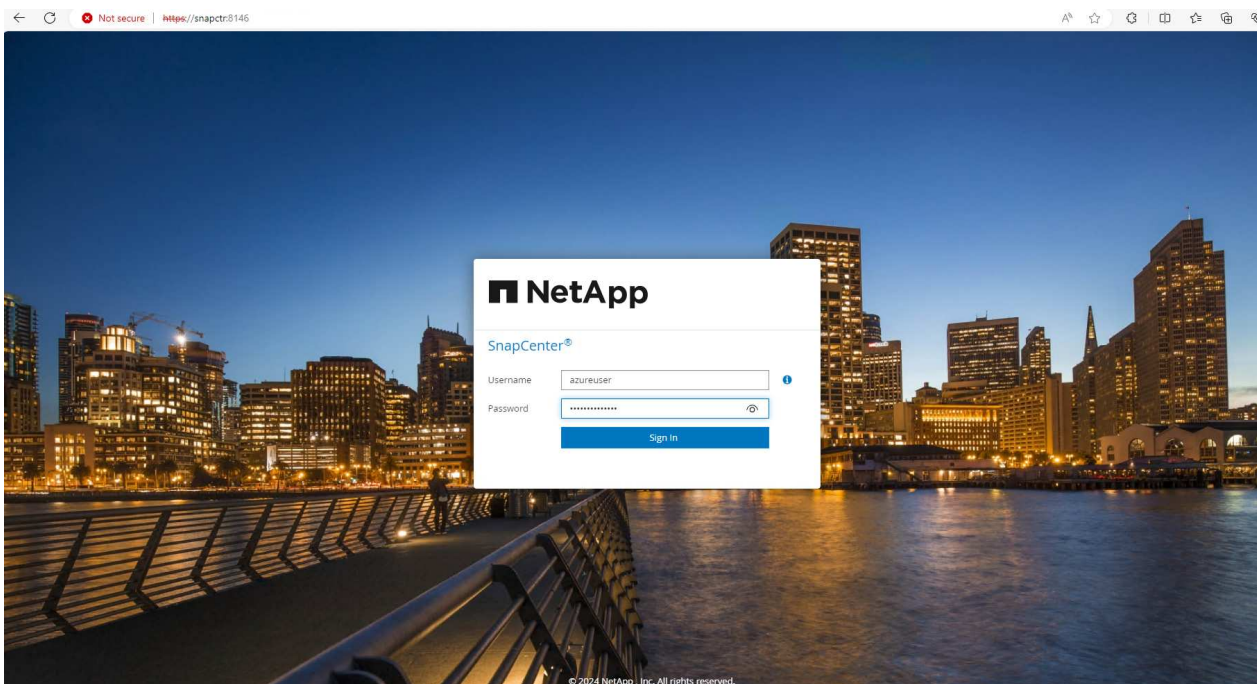 Not secure | https://snapctr:8146
NetApp
SnapCenter®
Username azureuser
Password ••••••••••••••
Sign In
© 2024 NetApp, Inc. All rights reserved.